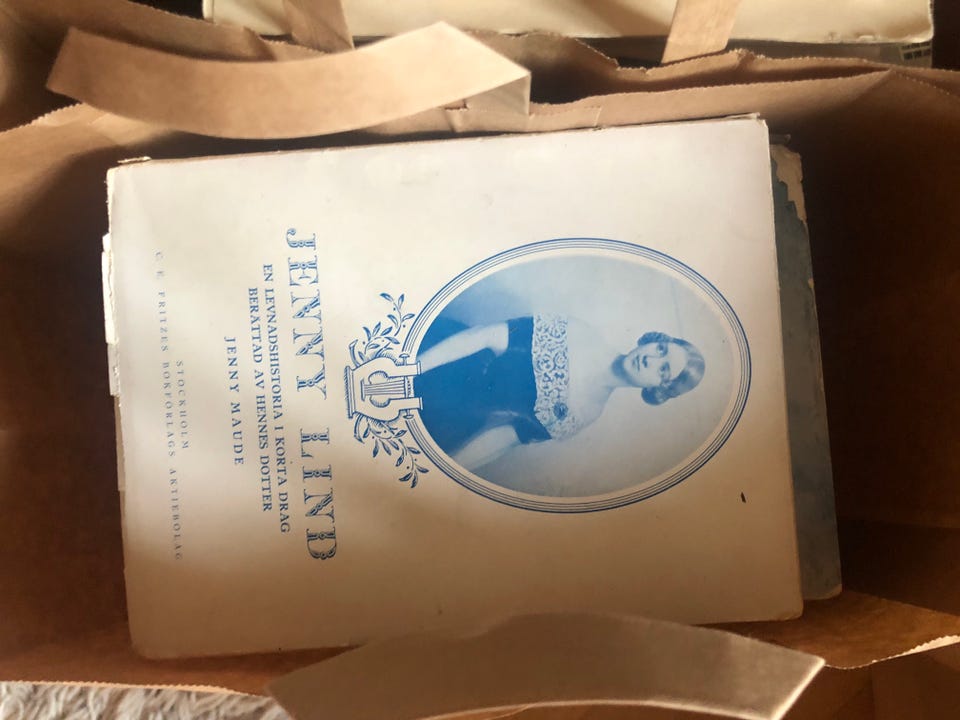 JENNY LIND
EN LEVNADSHISTORIA I KORTA DRAG
BERÄTTAD AV HENNES DOTTER
JENNY MAUDE
STOCKHOLM
C. E. FRITZES BOKFÖRLAGS AKTIEBOLAG